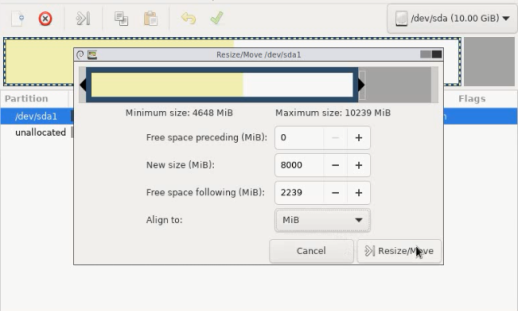 /dev/sda (10.00 GiB)
Resize/Move /dev/sda1
Partition
Flags
/dev/sda1
unallocated
Minimum size: 4648 MiB
Maximum size: 10239 MiB
Free space preceding (MiB):
0
New size (MiB):
8000
Free space following (MiB):
2239
Align to:
MiB
Cancel
Resize/Move